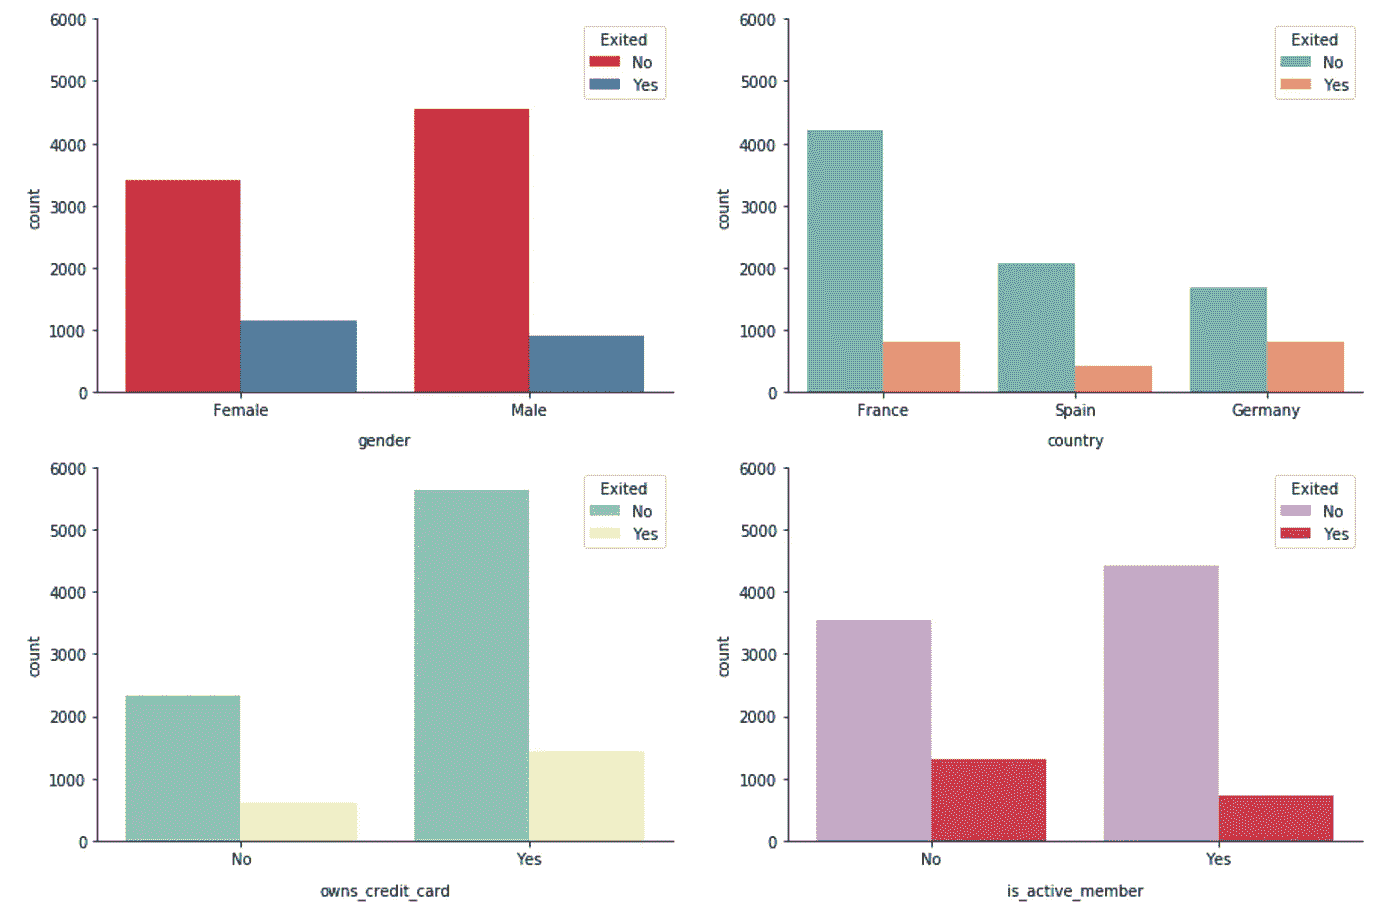 6000
5000
4000
3000
2000
1000
0
count
Female
Male
gender
Exited
No
Yes
6000
5000
4000
3000
2000
1000
0
count
France
Spain
Germany
country
Exited
No
Yes
6000
5000
4000
3000
2000
1000
0
count
No
Yes
owns_credit_card
Exited
No
Yes
6000
5000
4000
3000
2000
1000
0
count
No
Yes
is_active_member
Exited
No
Yes